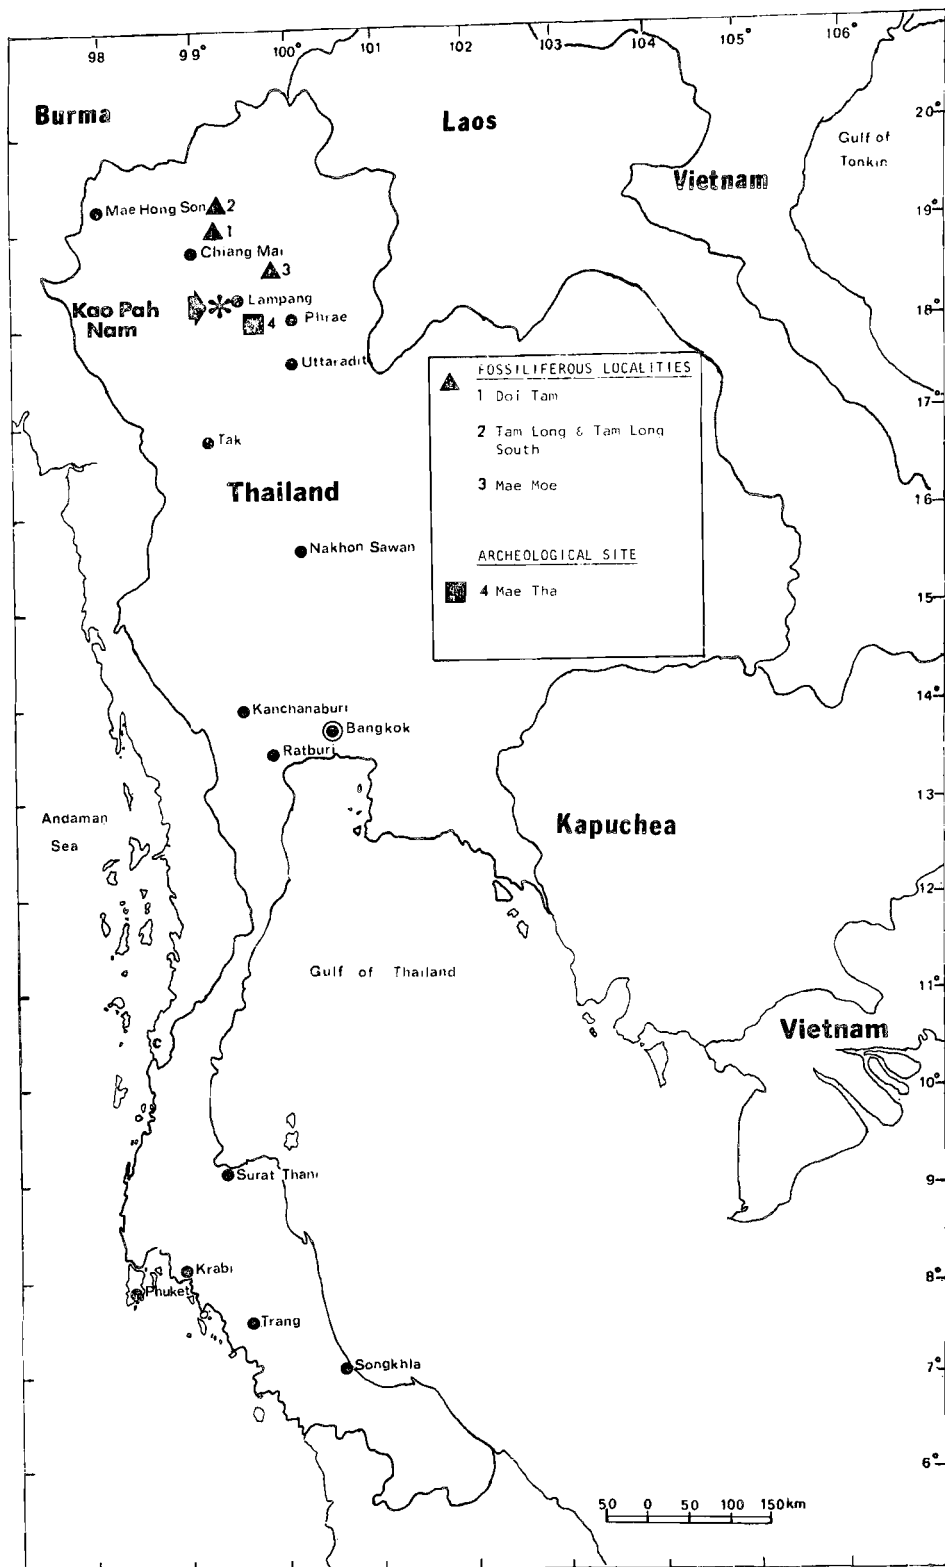 98 99° 100° 101 102 103 104° 105° 106°
Burma
Laos
20°
Gulf of
Tonkin
Vietnam
Mae Hong Son
2
19°
1
Chiang Mai
3
Kao Pah
Nam
Lampang
18°
4
Phrae
Uttaradit
FOSSILIFEROUS LOCALITIES
1 Doi Tam
17°
2 Tam Long & Tam Long
South
Tak
Thailand
3 Mae Moe
16°
Nakhon Sawan
ARCHEOLOGICAL SITE
4 Mae Tha
15°
14°
Kanchanaburi
Bangkok
Ratburi
13°
Andaman
Sea
Kapuchea
12°
Gulf of Thailand
11°
Vietnam
C
10°
Surat Thani
9°
Krabi
8°
Phuket
Trang
Songkhla
7°
6°
50 0 50 100 150km